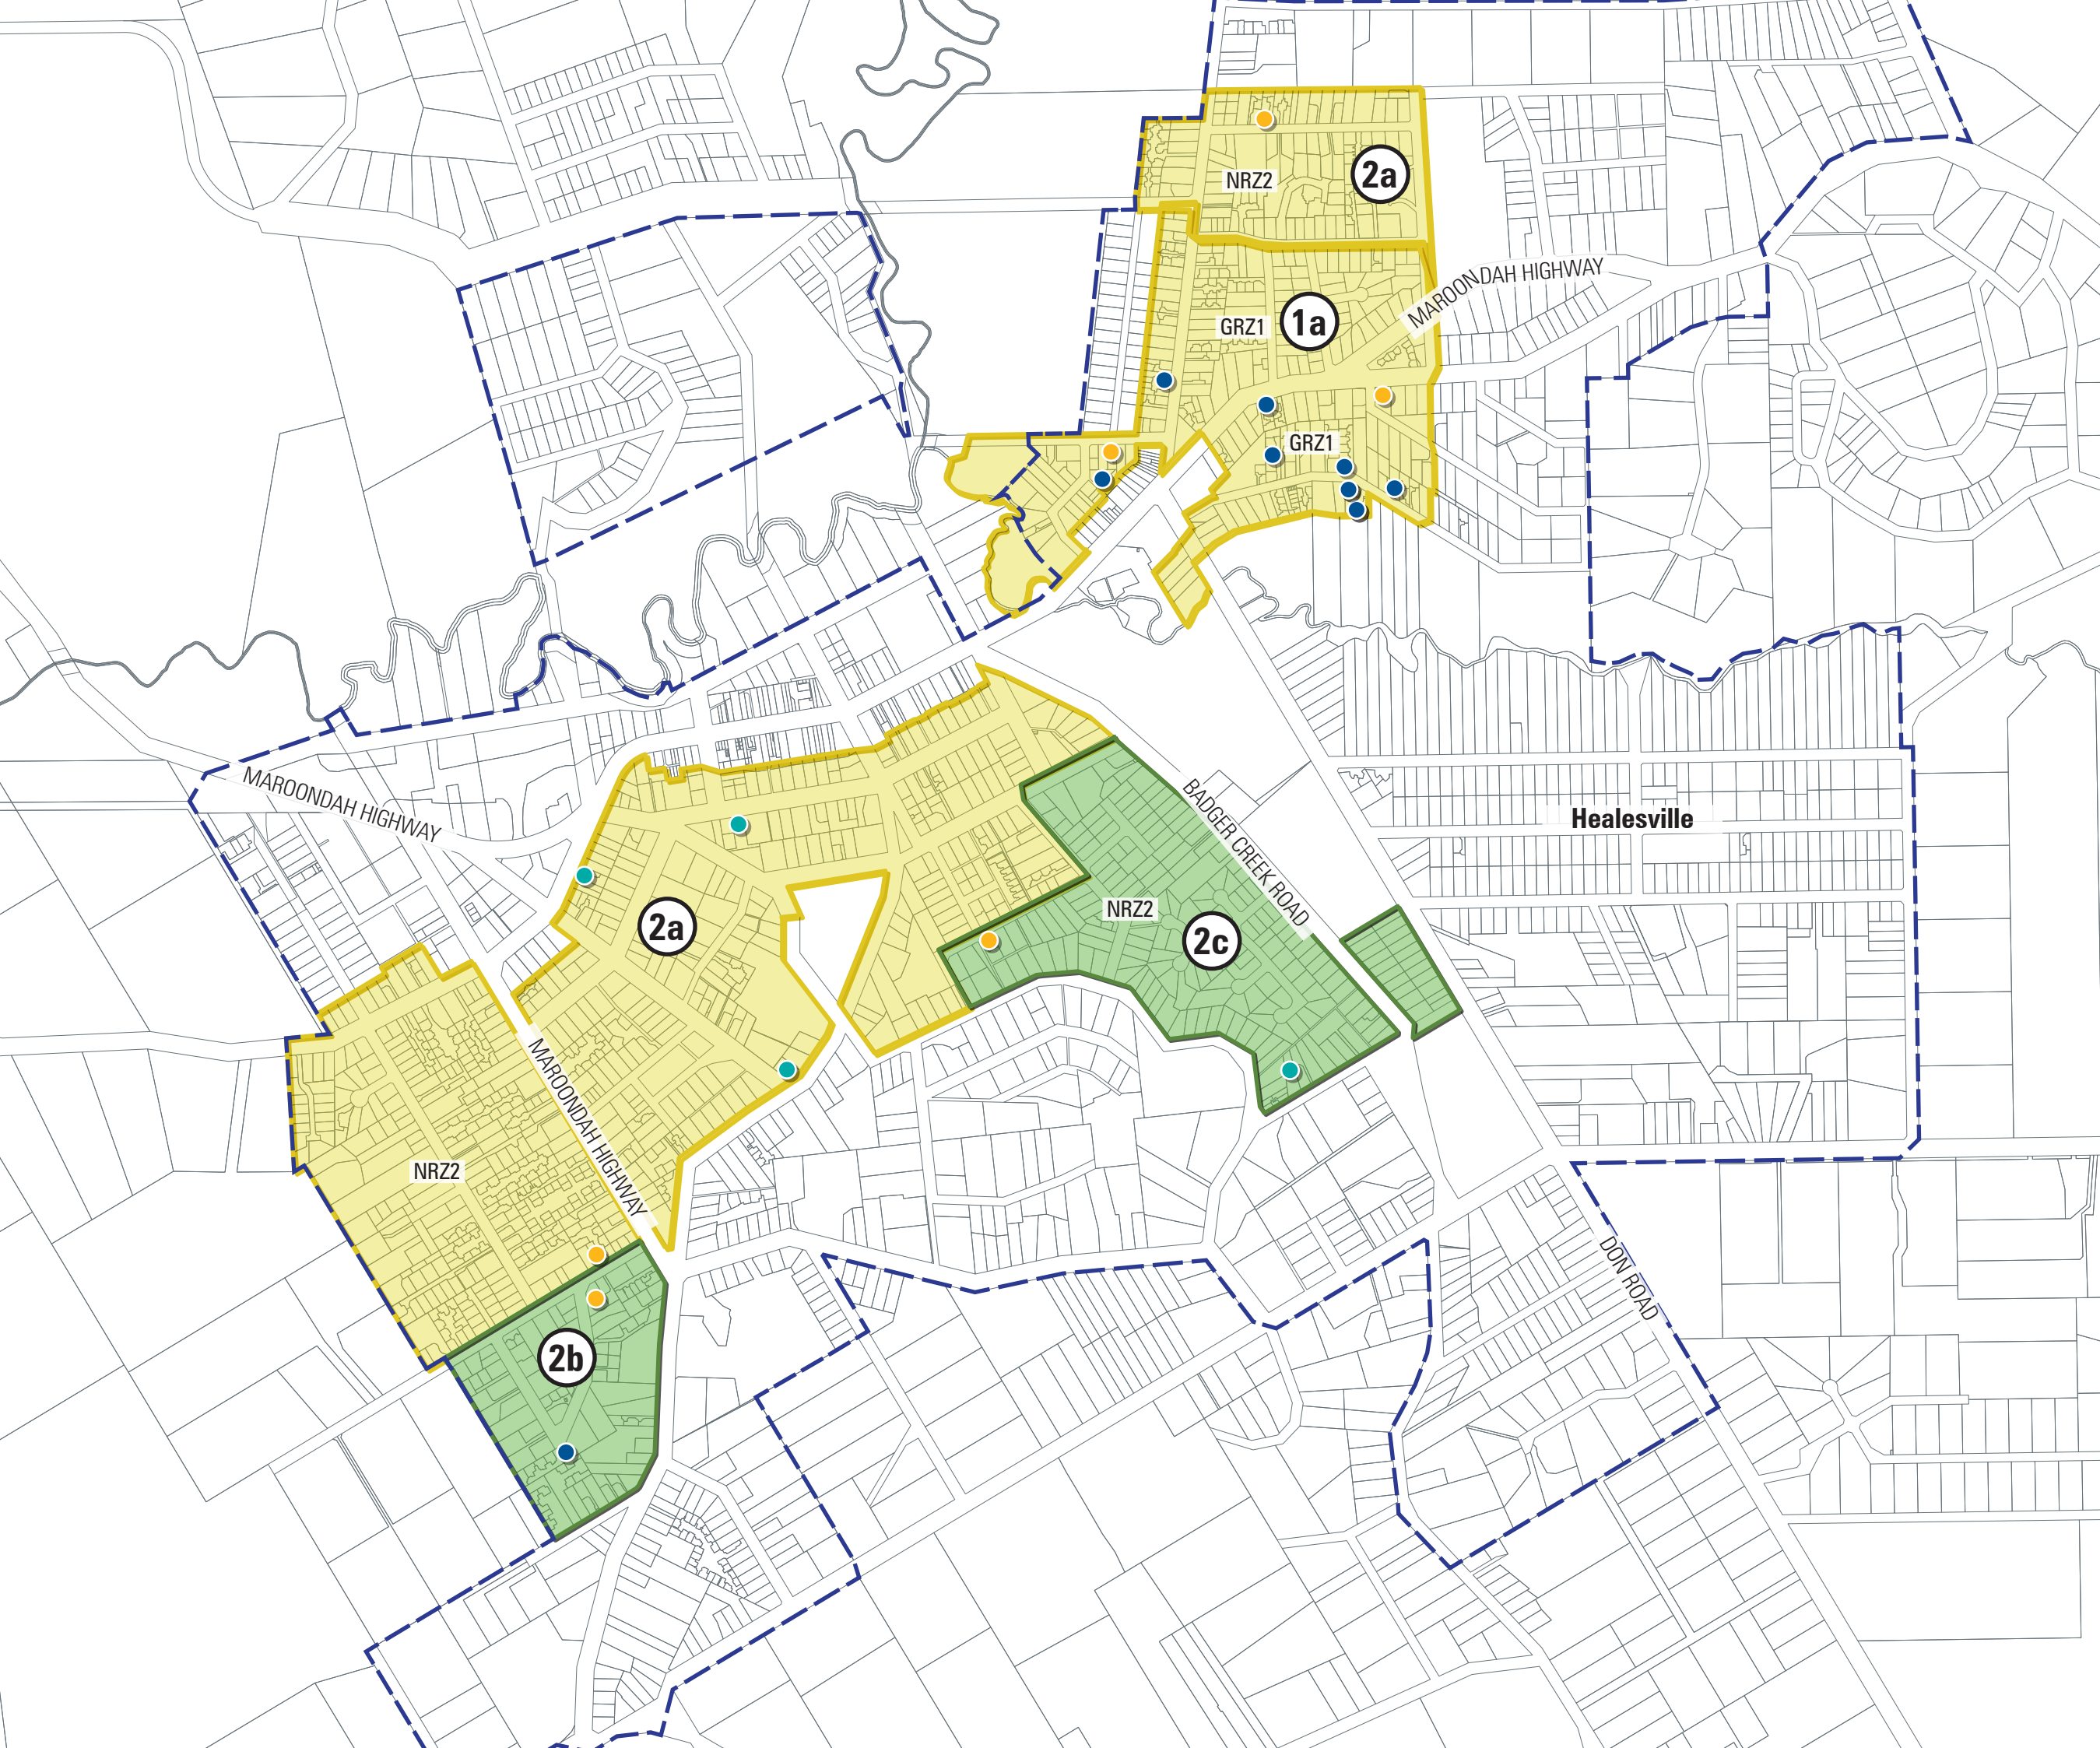 2a
NRZ2
MAROONDAH HIGHWAY
1a
GRZ1
GRZ1
MAROONDAH HIGHWAY
BADGER CREEK ROAD
Healesville
2a
NRZ2
2c
MAROONDAH HIGHWAY
NRZ2
DON ROAD
2b